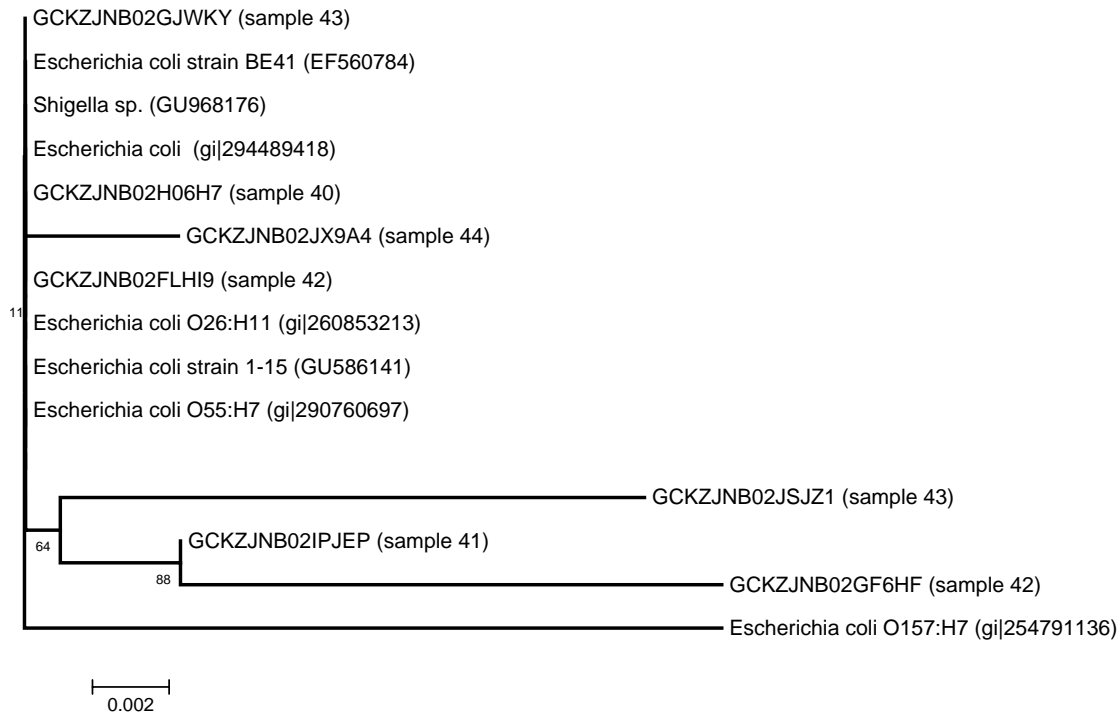 GCKZJNB02GJWKY (sample 43)
Escherichia coli strain BE41 (EF560784)
Shigella sp. (GU968176)
Escherichia coli  (gi|294489418)
GCKZJNB02H06H7 (sample 40)
GCKZJNB02JX9A4 (sample 44)
GCKZJNB02FLHI9 (sample 42)
11
Escherichia coli O26:H11 (gi|260853213)
Escherichia coli strain 1-15 (GU586141)
Escherichia coli O55:H7 (gi|290760697)
GCKZJNB02JSJZ1 (sample 43)
64
GCKZJNB02IPJEP (sample 41)
88
GCKZJNB02GF6HF (sample 42)
Escherichia coli O157:H7 (gi|254791136)
0.002